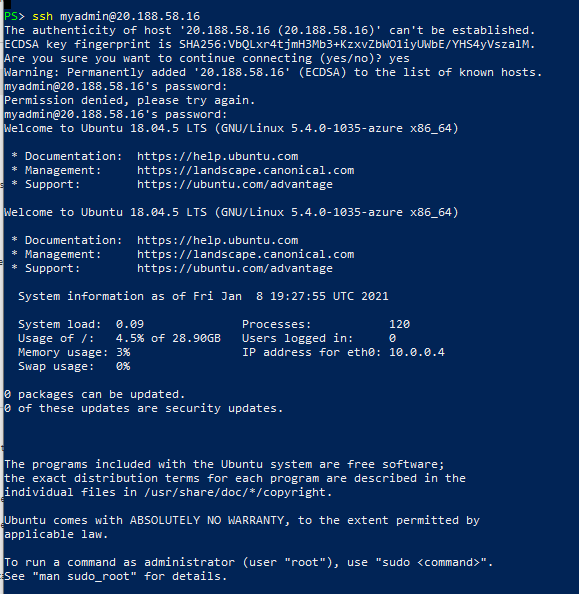 PS> ssh myadmin@20.188.58.16
The authenticity of host '20.188.58.16 (20.188.58.16)' can't be established.
ECDSA key fingerprint is SHA256:VbQLxr4tjmH3Mb3+KzxvZbWO1iyUWbE/YHS4yVszalM.
Are you sure you want to continue connecting (yes/no)? yes
Warning: Permanently added '20.188.58.16' (ECDSA) to the list of known hosts.
myadmin@20.188.58.16's password:
Permission denied, please try again.
myadmin@20.188.58.16's password:
Welcome to Ubuntu 18.04.5 LTS (GNU/Linux 5.4.0-1035-azure x86_64)
* Documentation:  https://help.ubuntu.com
* Management:     https://landscape.canonical.com
* Support:        https://ubuntu.com/advantage
Welcome to Ubuntu 18.04.5 LTS (GNU/Linux 5.4.0-1035-azure x86_64)
* Documentation:  https://help.ubuntu.com
* Management:     https://landscape.canonical.com
* Support:        https://ubuntu.com/advantage
System information as of Fri Jan  8 19:27:55 UTC 2021
System load:  0.09               Processes:           120
Usage of /:   4.5% of 28.90GB   Users logged in:     0
Memory usage: 3%                 IP address for eth0: 10.0.0.4
Swap usage:   0%
0 packages can be updated.
0 of these updates are security updates.
The programs included with the Ubuntu system are free software;
the exact distribution terms for each program are described in the
individual files in /usr/share/doc/*/copyright.
Ubuntu comes with ABSOLUTELY NO WARRANTY, to the extent permitted by
applicable law.
To run a command as administrator (user "root"), use "sudo <command>".
See "man sudo_root" for details.